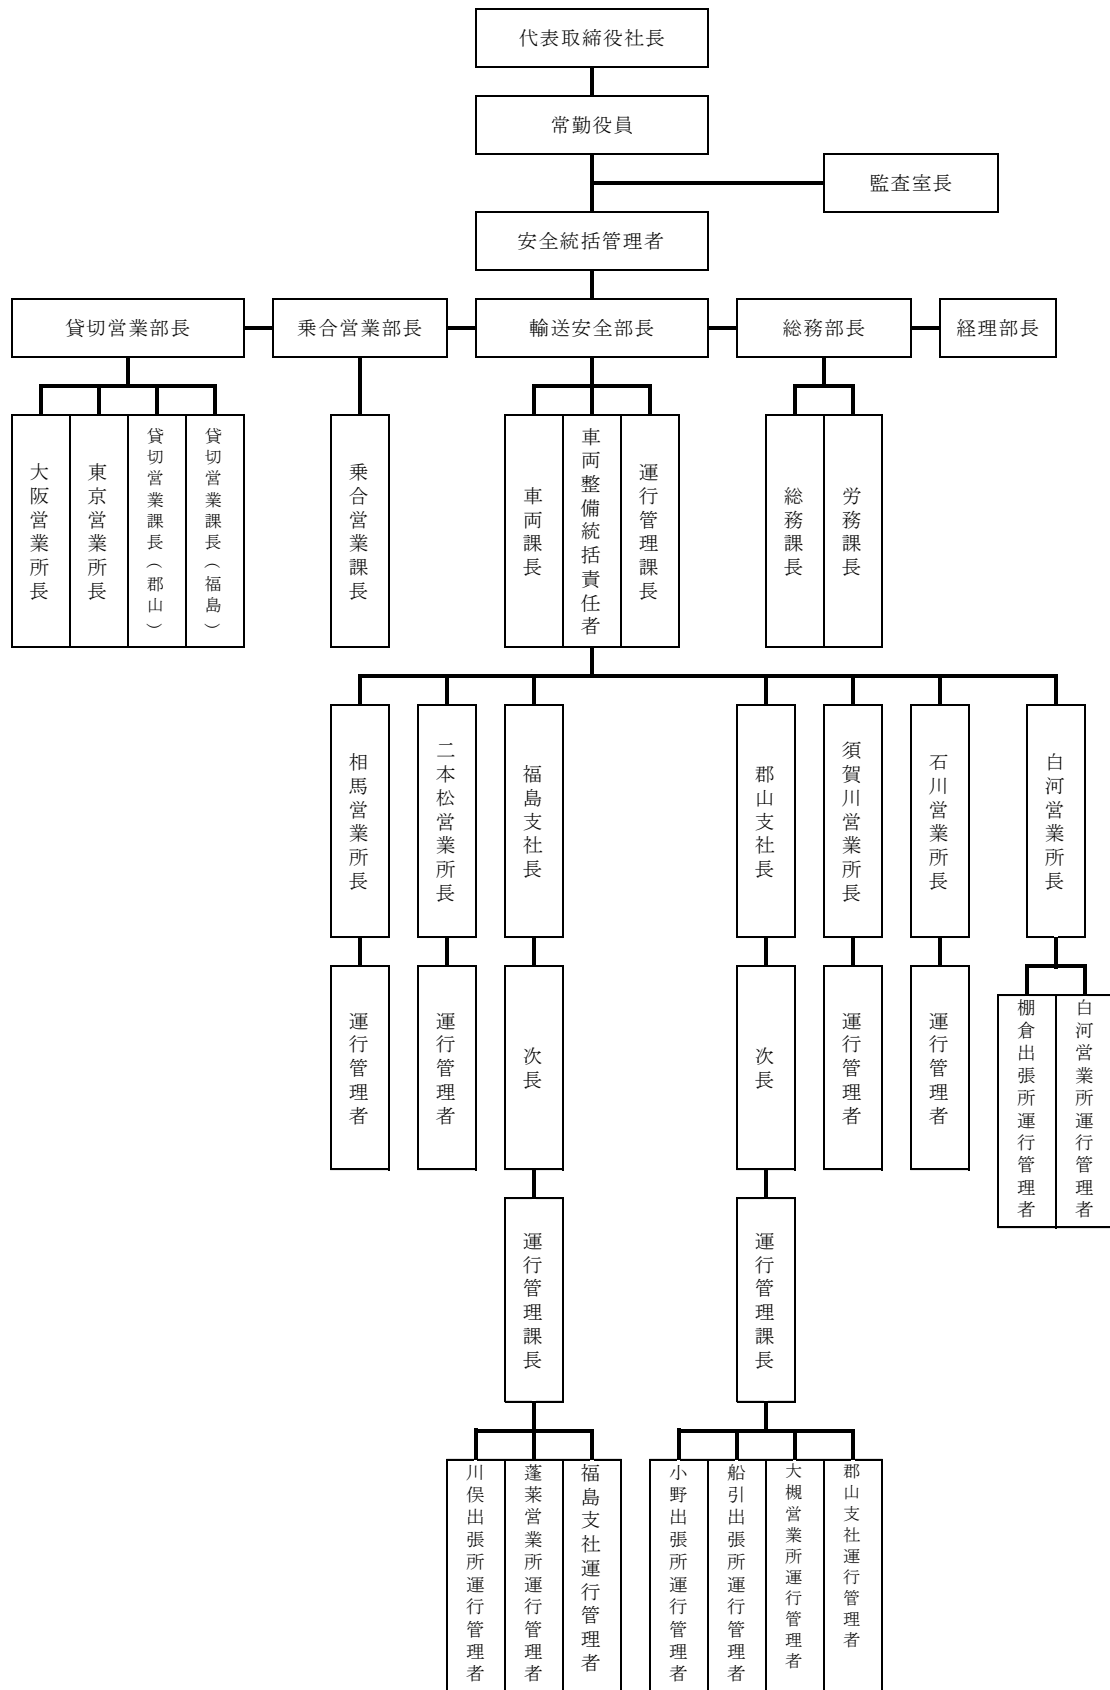 代表取締役社長
常勤役員
監査室長
安全統括管理者
貸切営業部長
乗合営業部長
輸送安全部長
総務部長
経理部長
大阪営業所長
東京営業所長
貸切営業課長(郡山)
貸切営業課長(福島)
乗合営業課長
車両課長
車両整備統括責任者
運行管理課長
総務課長
労務課長
相馬営業所長
二本松営業所長
福島支社長
郡山支社長
須賀川営業所長
石川営業所長
白河営業所長
運行管理者
運行管理者
次長
次長
運行管理者
運行管理者
棚倉出張所運行管理者
白河営業所運行管理者
運行管理課長
運行管理課長
川俣出張所運行管理者
蓬莱営業所運行管理者
福島支社運行管理者
小野出張所運行管理者
船引出張所運行管理者
大槻営業所運行管理者
郡山支社運行管理者